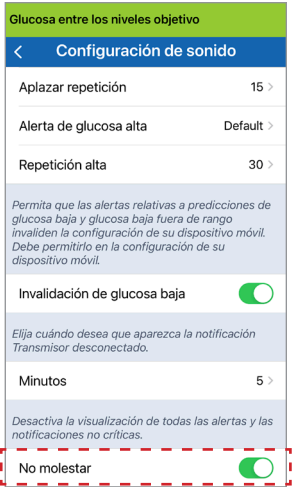 Glucosa entre los niveles objetivo
Configuración de sonido
Aplazar repetición 15
Alerta de glucosa alta Default
Repetición alta 30
Permita que las alertas relativas a predicciones de
glucosa baja y glucosa baja fuera de rango
invaliden la configuración de su dispositivo móvil.
Debe permitirlo en la configuración de su
dispositivo móvil.
Invalidación de glucosa baja
Elija cuándo desea que aparezca la notificación
Transmisor desconectado.
Minutos 5
Desactiva la visualización de todas las alertas y las
notificaciones no críticas.
No molestar